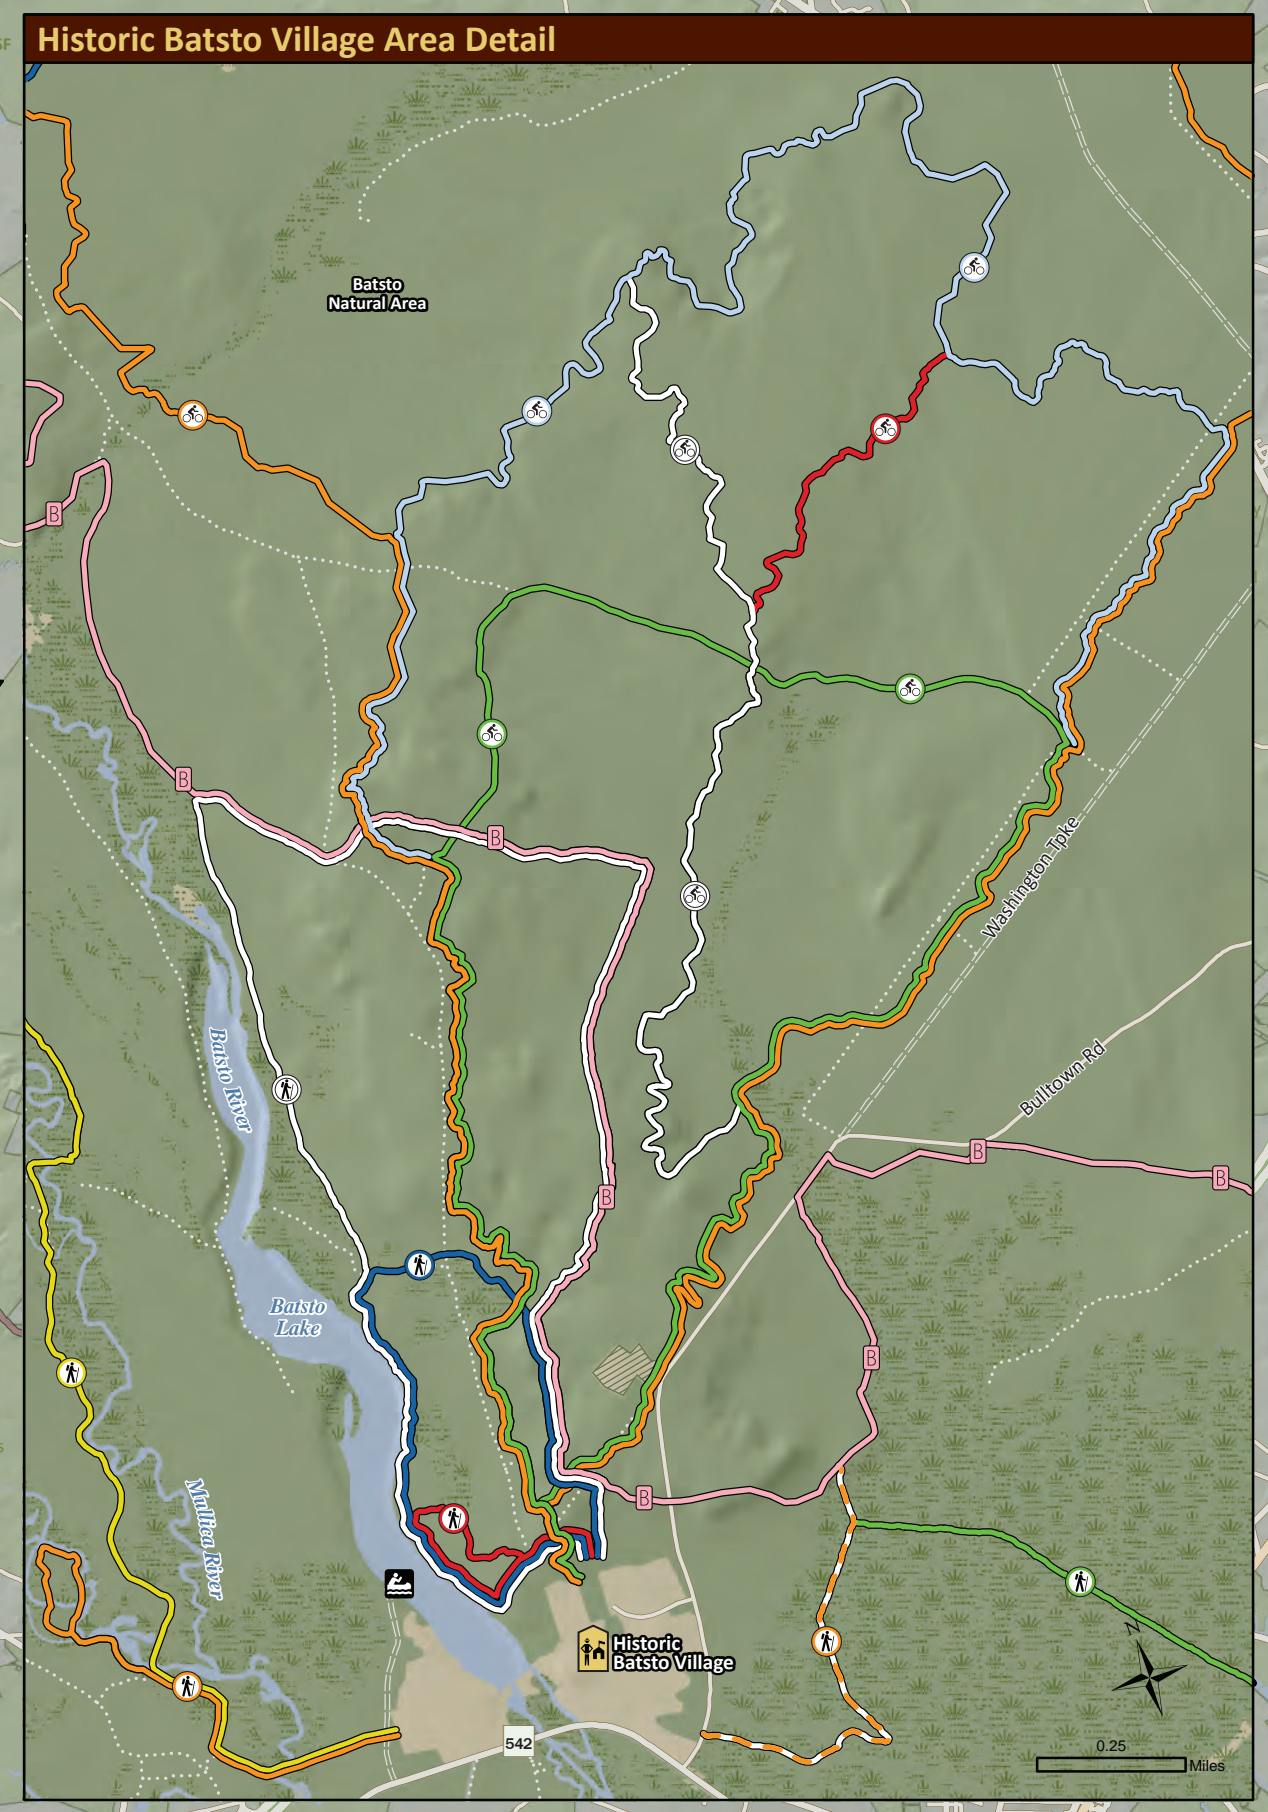 Historic Batsto Village Area Detail
SF
Batsto
Natural Area
B
B
B
Washington Tpke
Batsto River
Bulltown Rd
B
B
B
Batsto
Lake
B
Mullica River
B
N
Historic
Batsto Village
542
0.25
Miles